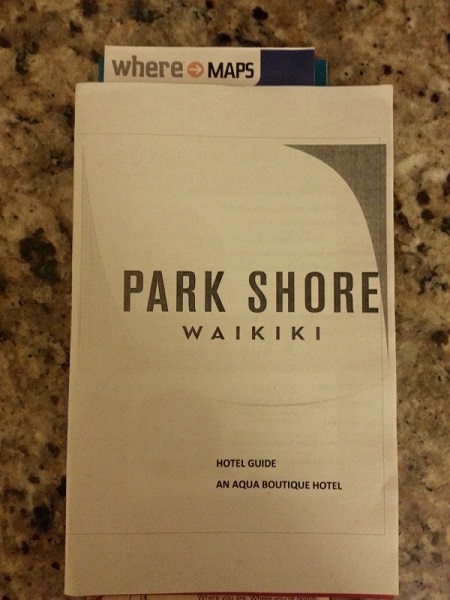 where MAPS
PARK SHORE
WAIKIKI
HOTEL GUIDE
AN AQUA BOUTIQUE HOTEL